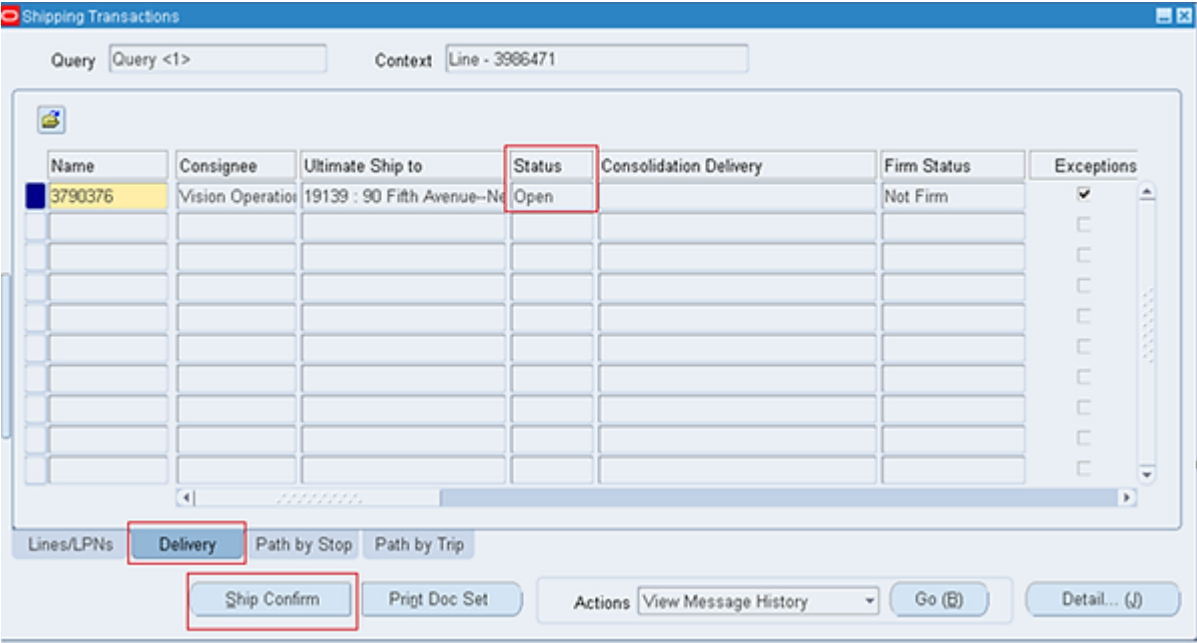 Shipping Transactions
Query Query <1> Context Line - 3986471
Name Consignee Ultimate Ship to Status Consolidation Delivery Firm Status Exceptions
3790376 Vision Operation 19139 : 90 Fifth Avenue--Ne Open Not Firm
Lines/LPNs Delivery Path by Stop Path by Trip
Ship Confirm Print Doc Set Actions View Message History Go (B) Detail... (J)